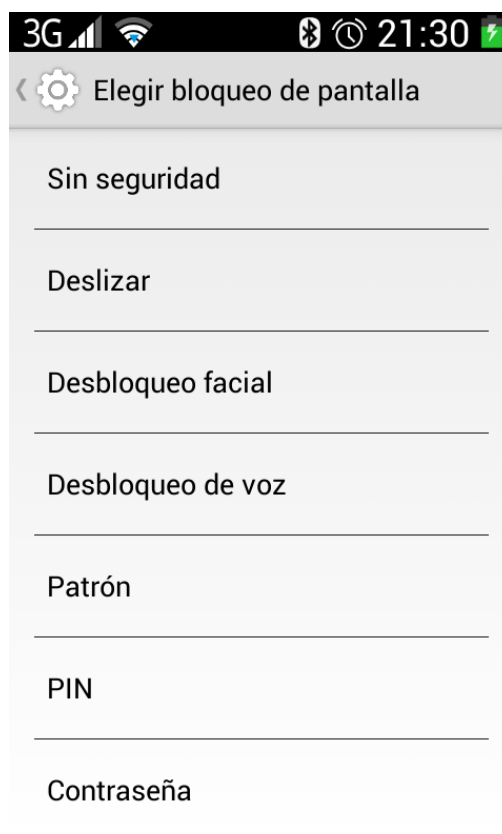 3G 21:30
Elegir bloqueo de pantalla
Sin seguridad
Deslizar
Desbloqueo facial
Desbloqueo de voz
Patrón
PIN
Contraseña